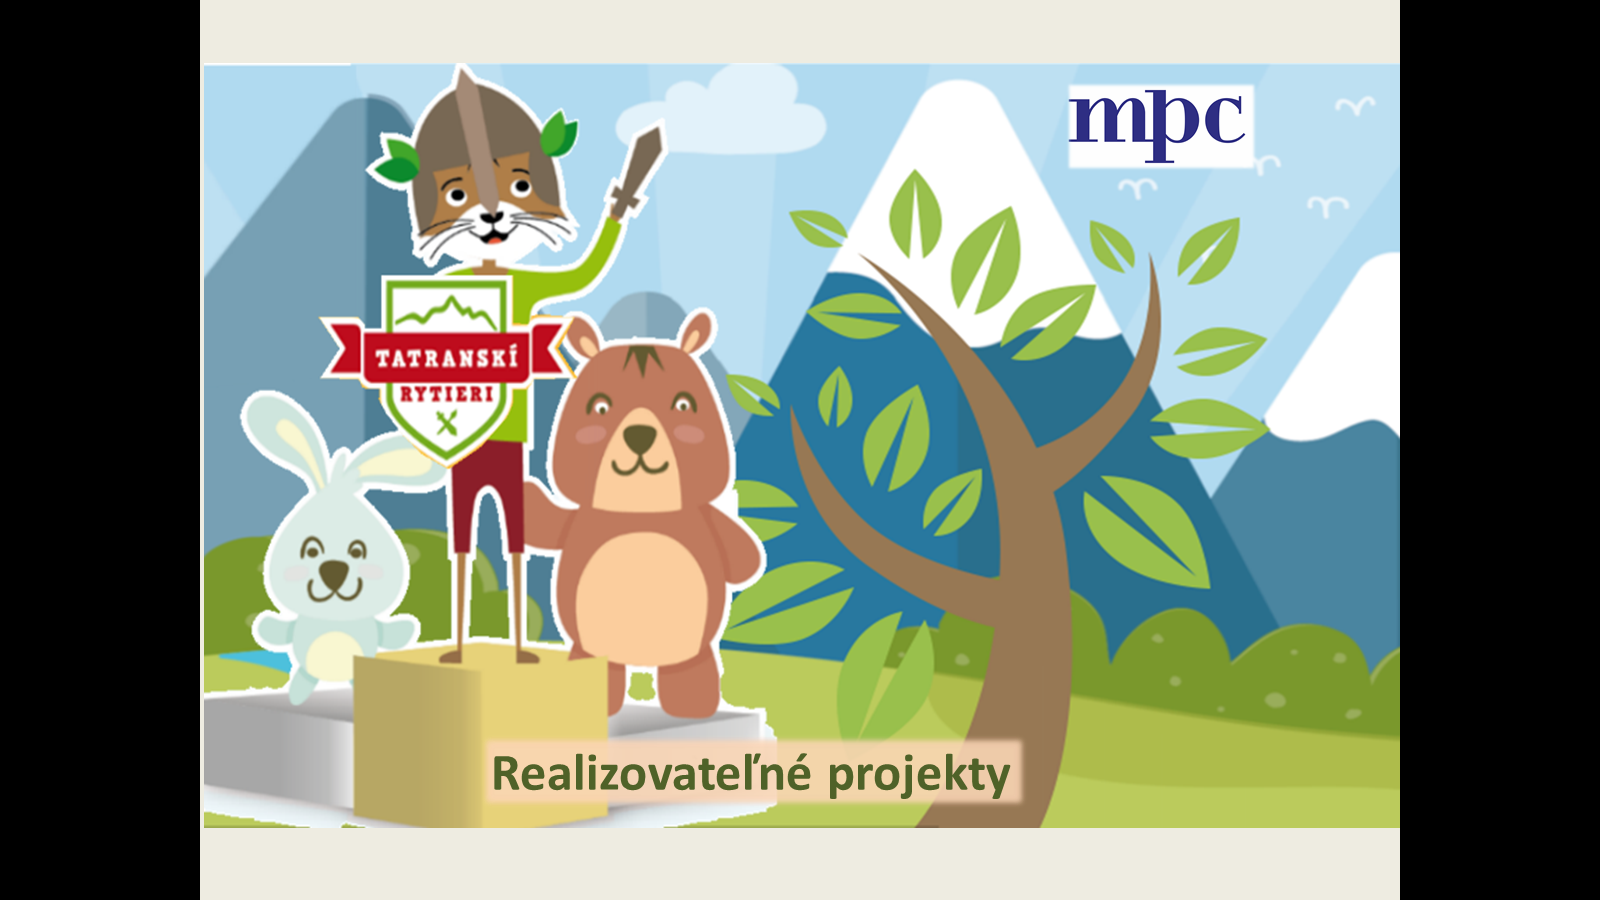 mpc
TATRANSKÍ
RYTIERI
Realizovateľné projekty